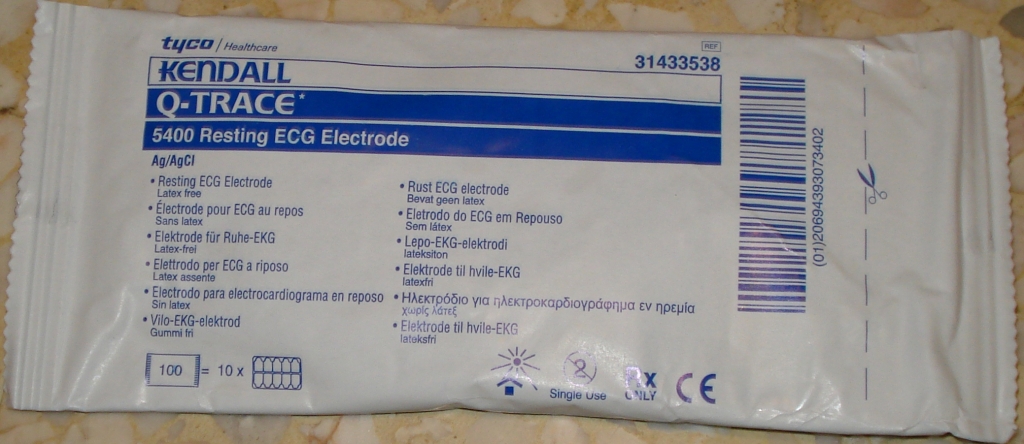 tyco / Healthcare
REF
31433538
KENDALL
Q-TRACE*
5400 Resting ECG Electrode
Ag/AgCl
• Resting ECG Electrode
Latex free
• Électrode pour ECG au repos
Sans latex
• Elektrode für Ruhe-EKG
Latex-frei
• Elettrodo per ECG a riposo
Latex assente
• Electrodo para electrocardiograma en reposo
Sin latex
• Vilo-EKG-elektrod
Gummi fri
• Rust ECG electrode
Bevat geen latex
• Eletrodo do ECG em Repouso
Sem látex
• Lepo-EKG-elektrodi
lateksiton
• Elektrode til hvile-EKG
latexfri
• Ηλεκτρόδιο για ηλεκτροκαρδιογράφημα εν ηρεμία
χωρίς λάτεξ
• Elektrode til hvile-EKG
lateksfri
100 = 10 x
2
Single Use
RX
ONLY
CE
(01)20694393073402